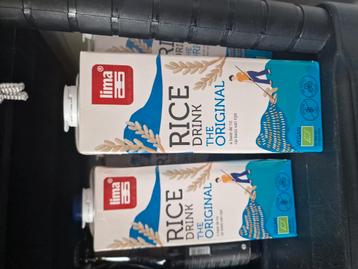 lima
RICE
DRINK
THE
ORIGINAL
lima
RICE
DRINK
THE
ORIGINAL